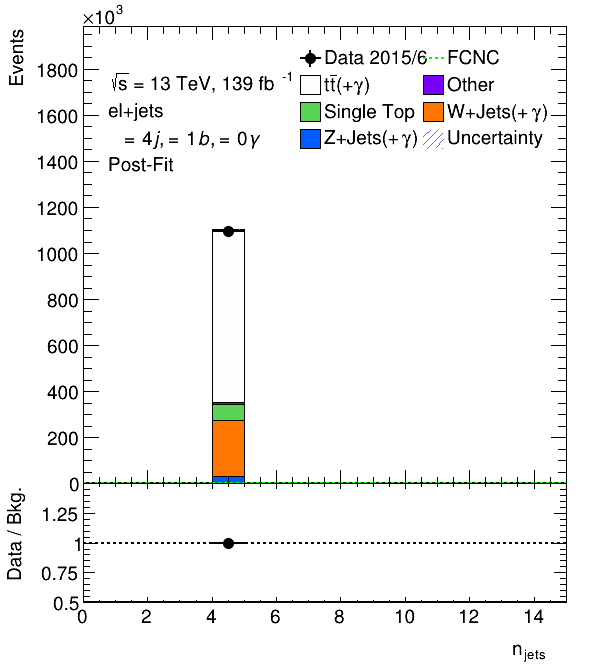 ×10³
Events
Data 2015/6
FCNC
√s = 13 TeV, 139 fb⁻¹
tt̄(+γ)
Other
el+jets
Single Top
W+Jets(+γ)
= 4j, = 1b, = 0γ
Z+Jets(+γ)
Uncertainty
Post-Fit
1800
1600
1400
1200
1000
800
600
400
200
0
Data / Bkg.
1.25
1
0.75
0.5
0 2 4 6 8 10 12 14
n_jets